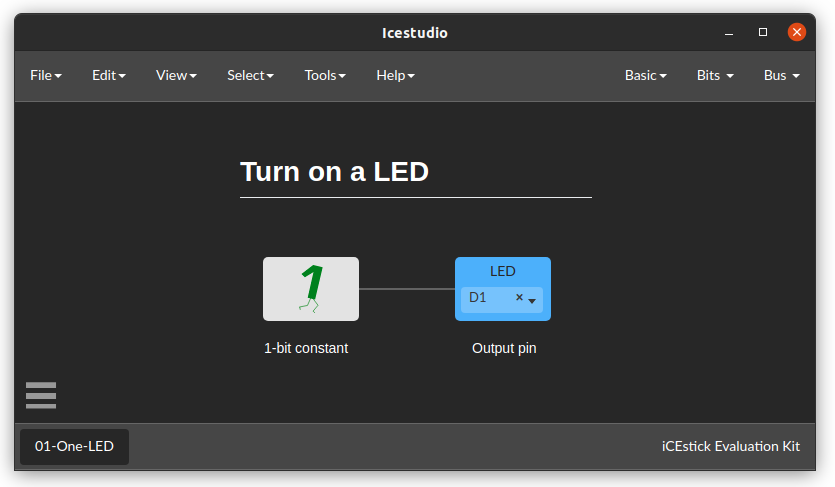 Icestudio
File Edit View Select Tools Help Basic Bits Bus
Turn on a LED
1
LED
D1 ×
1-bit constant Output pin
01-One-LED iCEstick Evaluation Kit